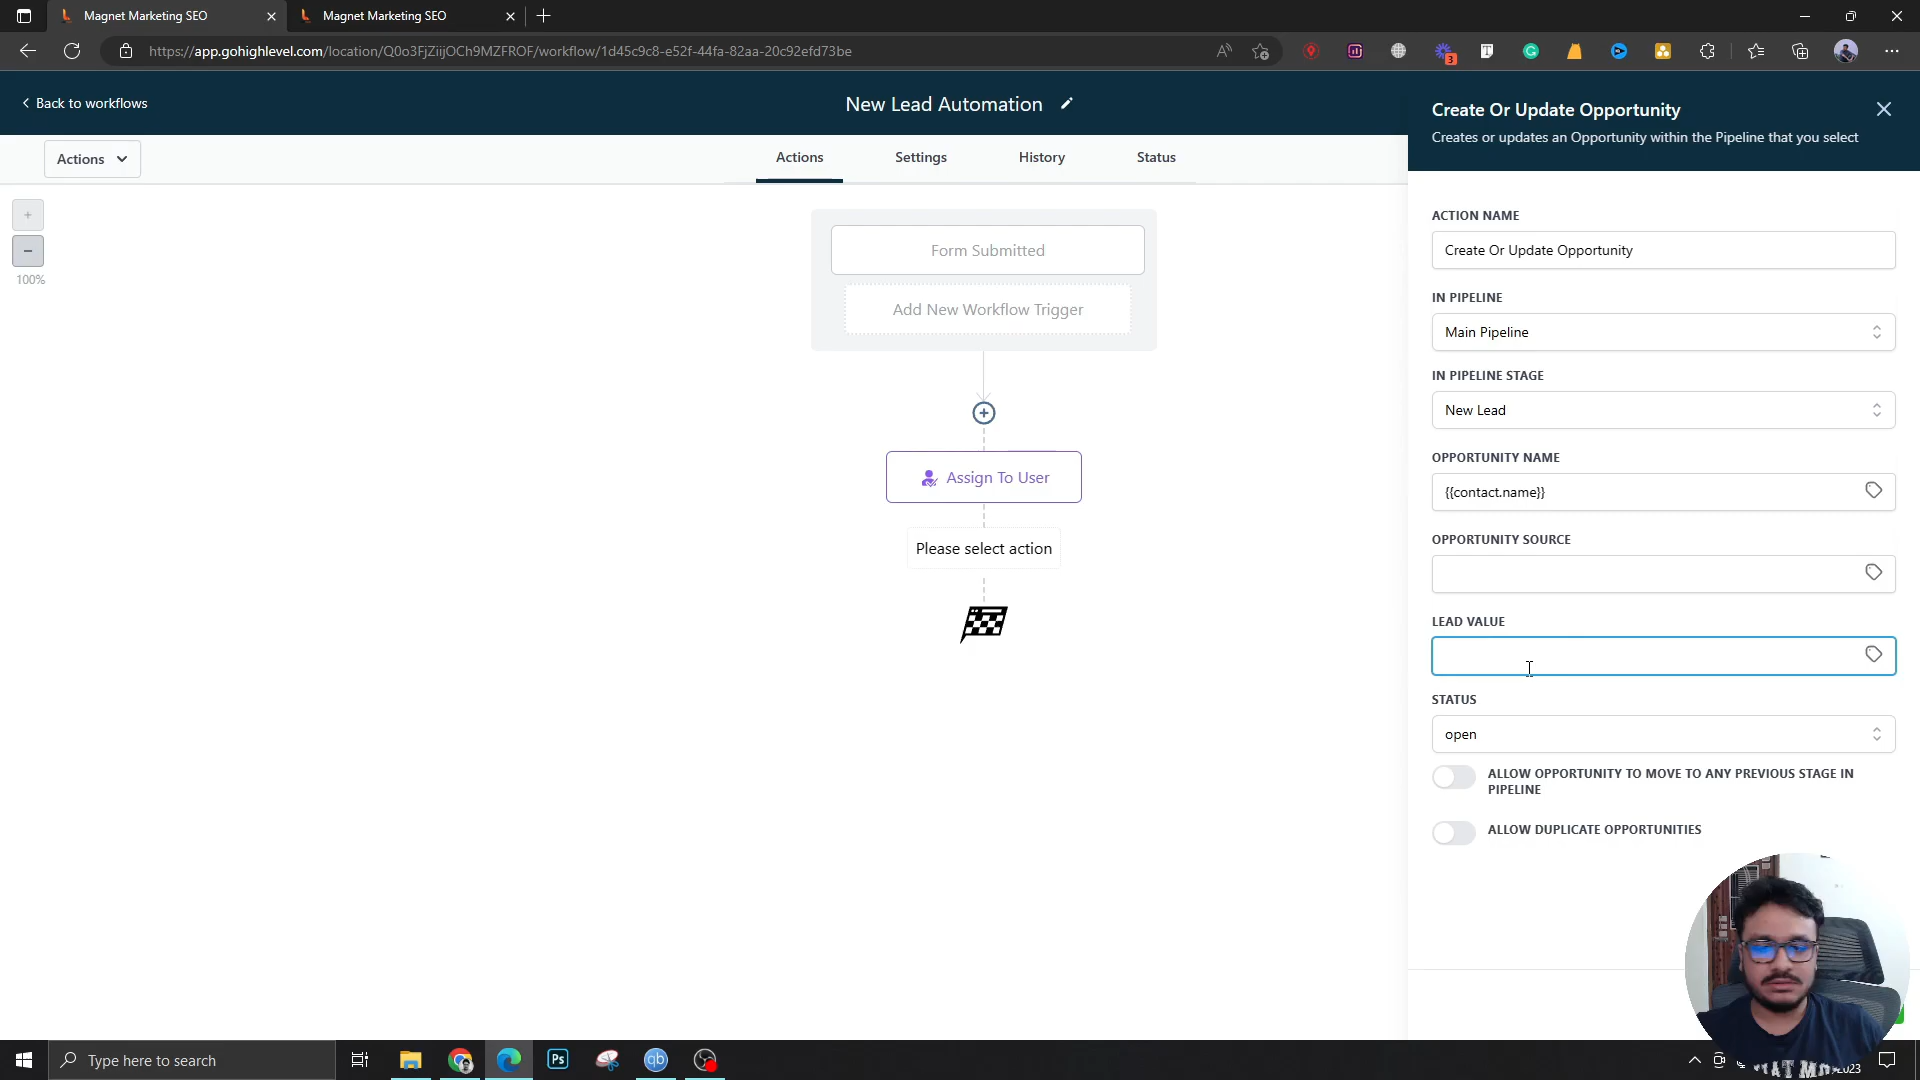 Magnet Marketing SEO
Magnet Marketing SEO
https://app.gohighlevel.com/location/Q0o3FjZiijOCh9MZFROF/workflow/1d45c9c8-e52f-44fa-82aa-20c92efd73be
3
Back to workflows
New Lead Automation
Create Or Update Opportunity
Creates or updates an Opportunity within the Pipeline that you select
Actions
Actions
Settings
History
Status
100%
Form Submitted
Add New Workflow Trigger
Assign To User
Please select action
ACTION NAME
Create Or Update Opportunity
IN PIPELINE
Main Pipeline
IN PIPELINE STAGE
New Lead
OPPORTUNITY NAME
{{contact.name}}
OPPORTUNITY SOURCE
LEAD VALUE
STATUS
open
ALLOW OPPORTUNITY TO MOVE TO ANY PREVIOUS STAGE IN
PIPELINE
ALLOW DUPLICATE OPPORTUNITIES
Type here to search
Ps
qb